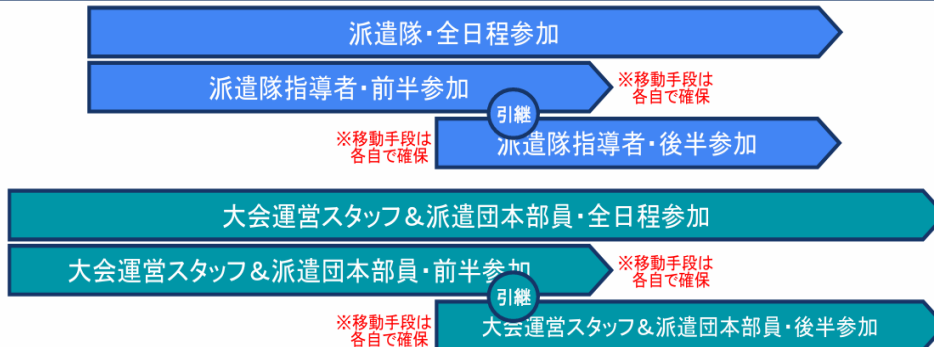 派遣隊・全日程参加
派遣隊指導者・前半参加
※移動手段は
各自で確保
引継
※移動手段は
各自で確保
派遣隊指導者・後半参加
大会運営スタッフ&派遣団本部員・全日程参加
大会運営スタッフ&派遣団本部員・前半参加
※移動手段は
各自で確保
引継
※移動手段は
各自で確保
大会運営スタッフ&派遣団本部員・後半参加